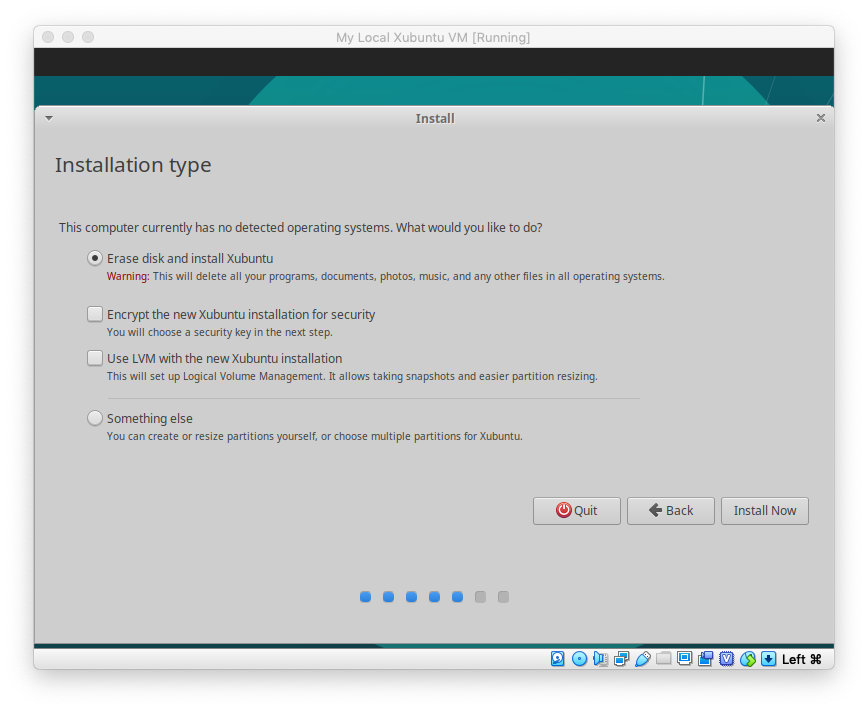 My Local Xubuntu VM [Running]
Install
Installation type
This computer currently has no detected operating systems. What would you like to do?
Erase disk and install Xubuntu
Warning: This will delete all your programs, documents, photos, music, and any other files in all operating systems.
Encrypt the new Xubuntu installation for security
You will choose a security key in the next step.
Use LVM with the new Xubuntu installation
This will set up Logical Volume Management. It allows taking snapshots and easier partition resizing.
Something else
You can create or resize partitions yourself, or choose multiple partitions for Xubuntu.
Quit
Back
Install Now
Left ⌘